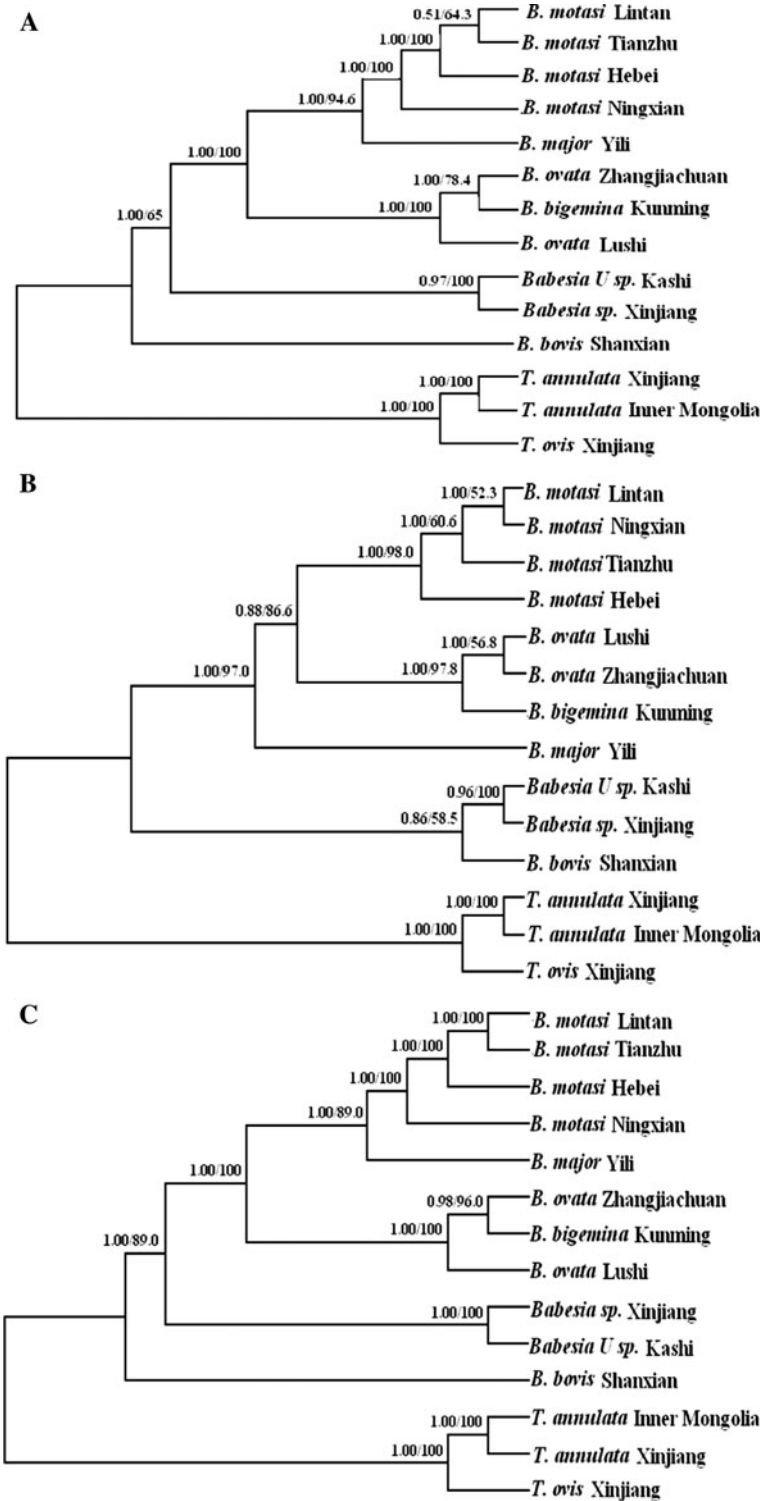 A
0.51/64.3
B. motasi Lintan
1.00/100
B. motasi Tianzhu
1.00/100
B. motasi Hebei
1.00/94.6
B. motasi Ningxian
1.00/100
B. major Yili
1.00/78.4
B. ovata Zhangjiachuan
1.00/100
B. bigemina Kunming
1.00/65
B. ovata Lushi
0.97/100
Babesia U sp. Kashi
Babesia sp. Xinjiang
B. bovis Shanxian
1.00/100
T. annulata Xinjiang
1.00/100
T. annulata Inner Mongolia
T. ovis Xinjiang
B
1.00/52.3
B. motasi Lintan
1.00/60.6
B. motasi Ningxian
1.00/98.0
B. motasi Tianzhu
0.88/86.6
B. motasi Hebei
1.00/56.8
B. ovata Lushi
1.00/97.0
1.00/97.8
B. ovata Zhangjiachuan
B. bigemina Kunming
B. major Yili
0.96/100
Babesia U sp. Kashi
0.86/58.5
Babesia sp. Xinjiang
B. bovis Shanxian
1.00/100
T. annulata Xinjiang
1.00/100
T. annulata Inner Mongolia
T. ovis Xinjiang
C
1.00/100
B. motasi Lintan
1.00/100
B. motasi Tianzhu
1.00/100
B. motasi Hebei
1.00/89.0
B. motasi Ningxian
1.00/100
B. major Yili
0.98/96.0
B. ovata Zhangjiachuan
1.00/89.0
1.00/100
B. bigemina Kunming
B. ovata Lushi
1.00/100
Babesia sp. Xinjiang
Babesia U sp. Kashi
B. bovis Shanxian
1.00/100
T. annulata Inner Mongolia
1.00/100
T. annulata Xinjiang
T. ovis Xinjiang